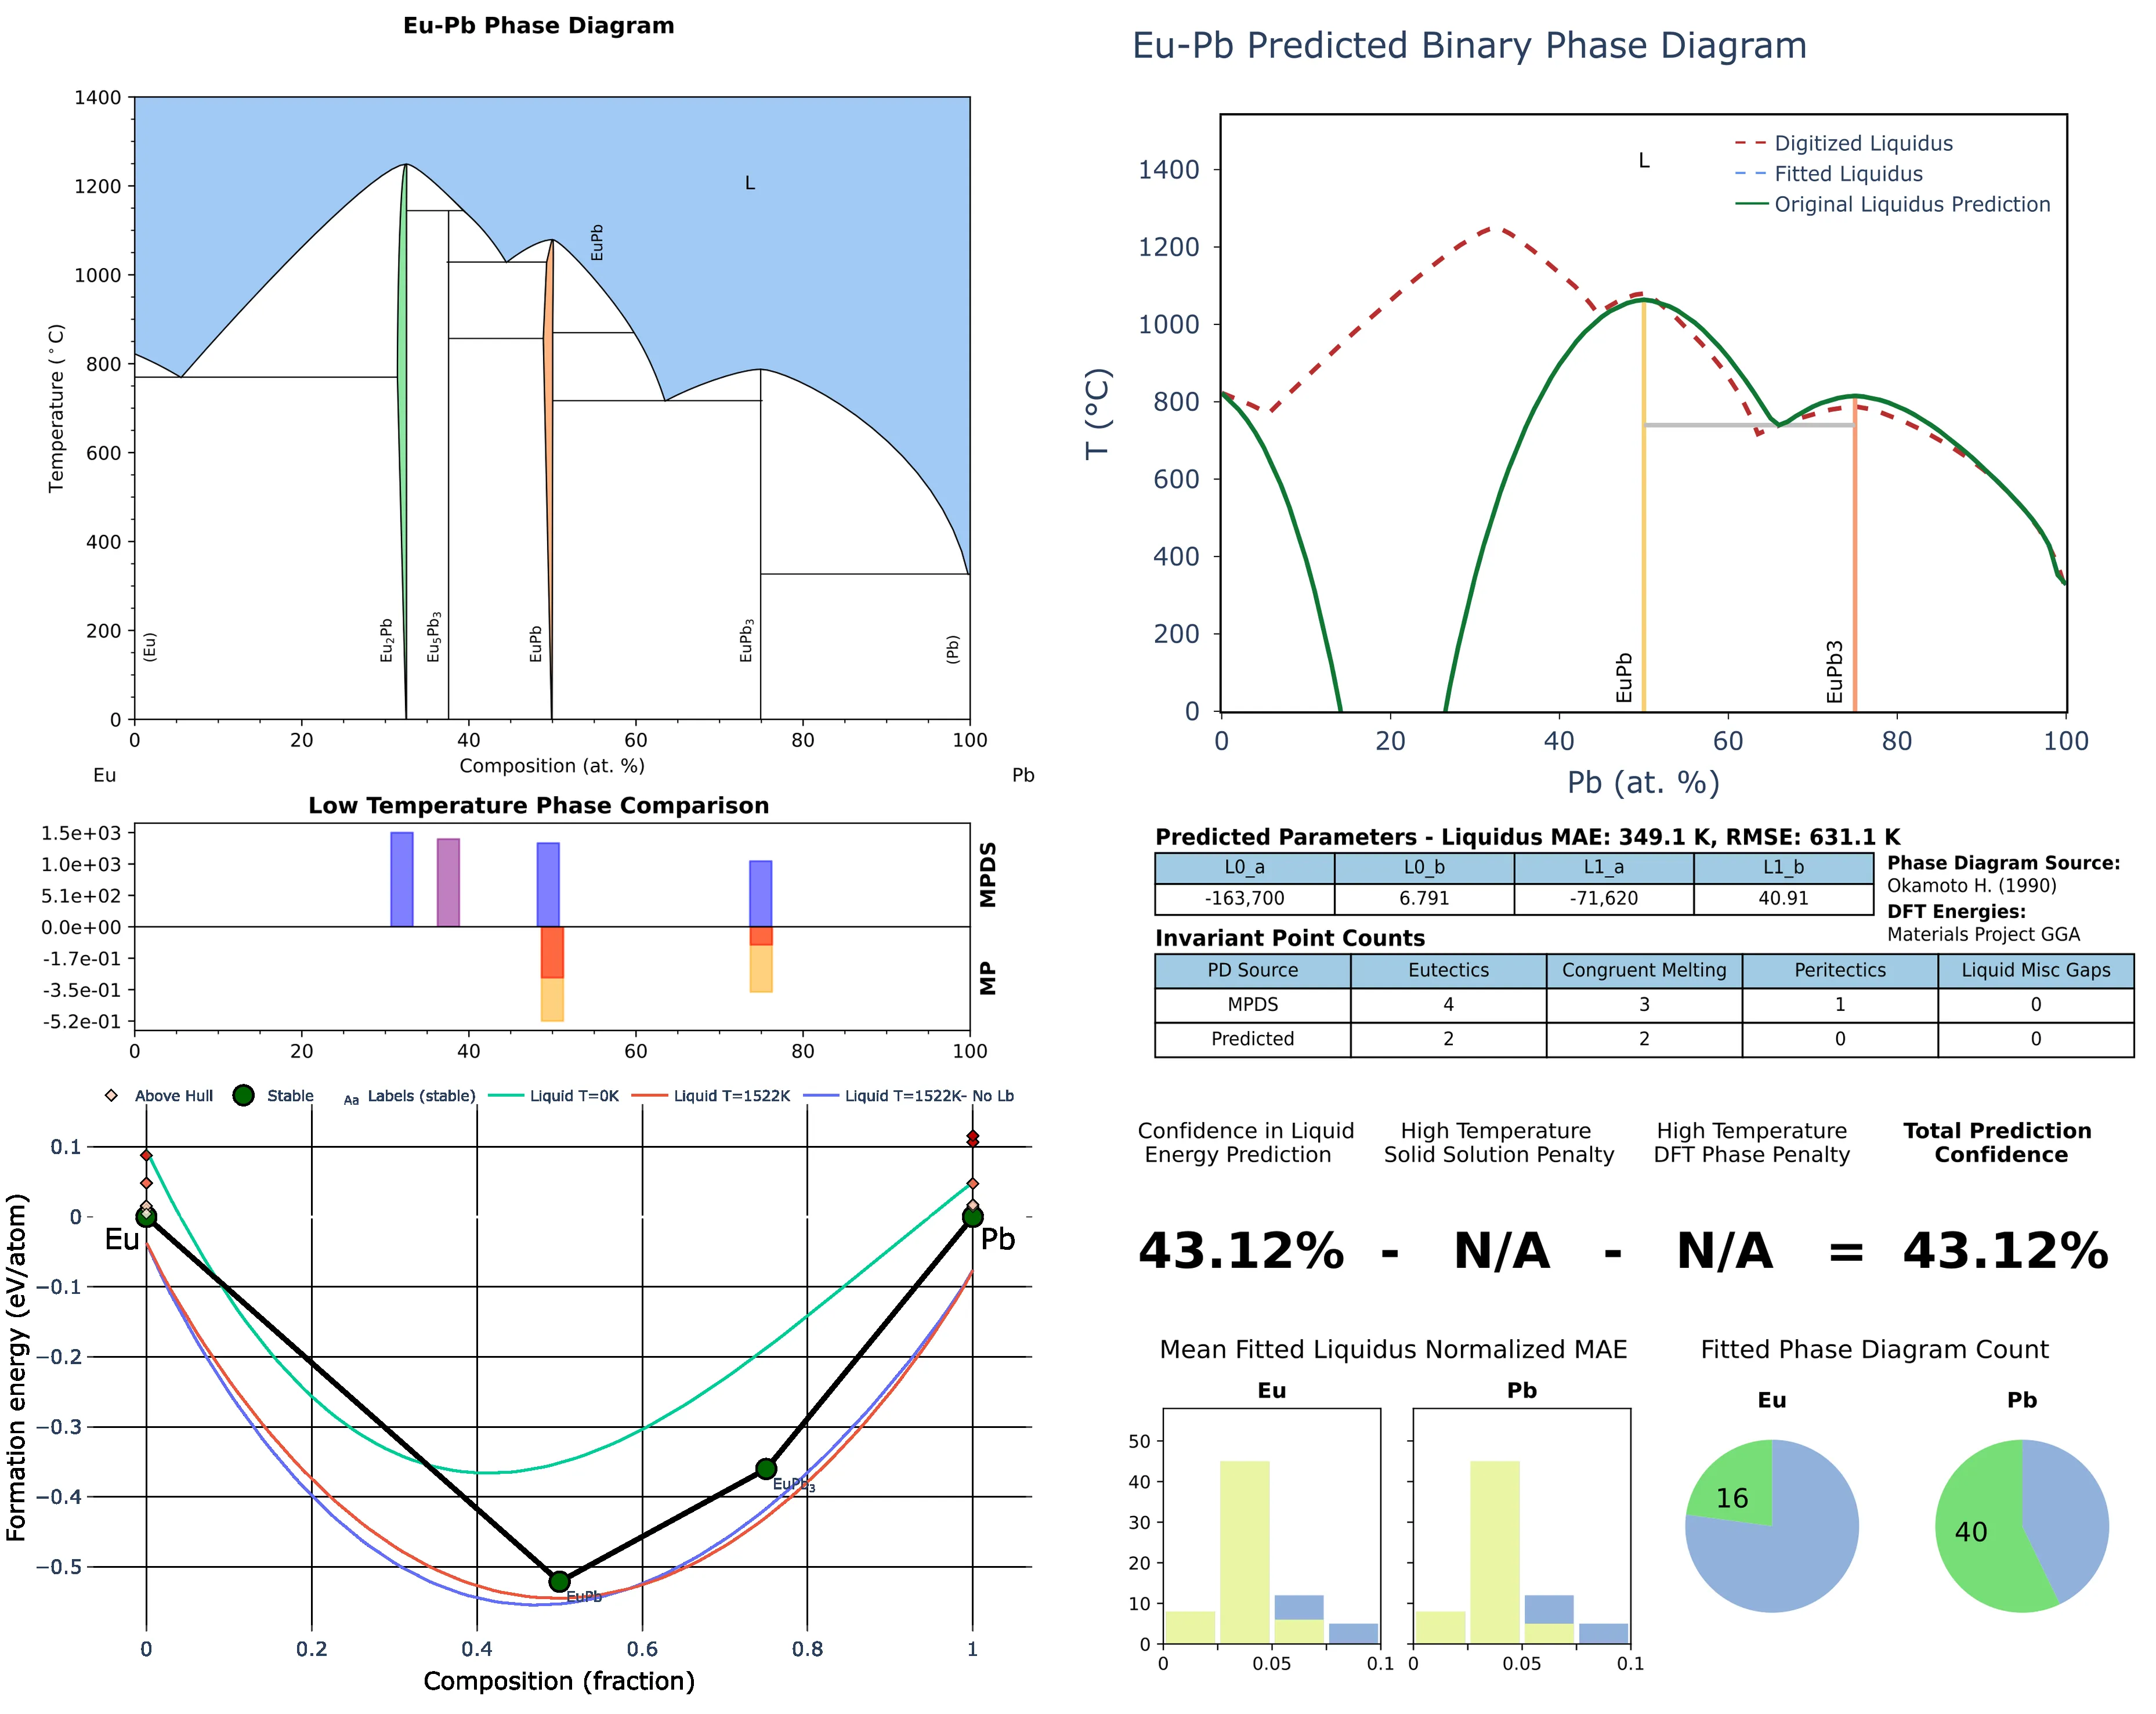 Eu-Pb Phase Diagram
1400
1200
1000
800
600
400
200
0
Temperature (°C)
L
EuPb
(Eu)
Eu2Pb
Eu5Pb3
EuPb
EuPb3
(Pb)
0 20 40 60 80 100
Composition (at. %)
Eu
Pb
Low Temperature Phase Comparison
1.5e+03
1.0e+03
5.1e+02
0.0e+00
-1.7e-01
-3.5e-01
-5.2e-01
MPDS
MP
0 20 40 60 80 100
Above Hull Stable Aa Labels (stable) Liquid T=0K Liquid T=1522K Liquid T=1522K- No Lb
0.1
0
−0.1
−0.2
−0.3
−0.4
−0.5
Formation energy (eV/atom)
Eu
Pb
EuPb3
EuPb
0 0.2 0.4 0.6 0.8 1
Composition (fraction)
Eu-Pb Predicted Binary Phase Diagram
Digitized Liquidus
Fitted Liquidus
Original Liquidus Prediction
L
1400
1200
1000
800
600
400
200
0
T (°C)
EuPb
EuPb3
0 20 40 60 80 100
Pb (at. %)
Predicted Parameters - Liquidus MAE: 349.1 K, RMSE: 631.1 K
L0_a L0_b L1_a L1_b
-163,700 6.791 -71,620 40.91
Phase Diagram Source:
Okamoto H. (1990)
DFT Energies:
Materials Project GGA
Invariant Point Counts
PD Source Eutectics Congruent Melting Peritectics Liquid Misc Gaps
MPDS 4 3 1 0
Predicted 2 2 0 0
Confidence in Liquid
Energy Prediction
High Temperature
Solid Solution Penalty
High Temperature
DFT Phase Penalty
Total Prediction
Confidence
43.12% - N/A - N/A = 43.12%
Mean Fitted Liquidus Normalized MAE
Eu
Pb
50
40
30
20
10
0
0 0.05 0.1
0 0.05 0.1
Fitted Phase Diagram Count
Eu
Pb
16
40